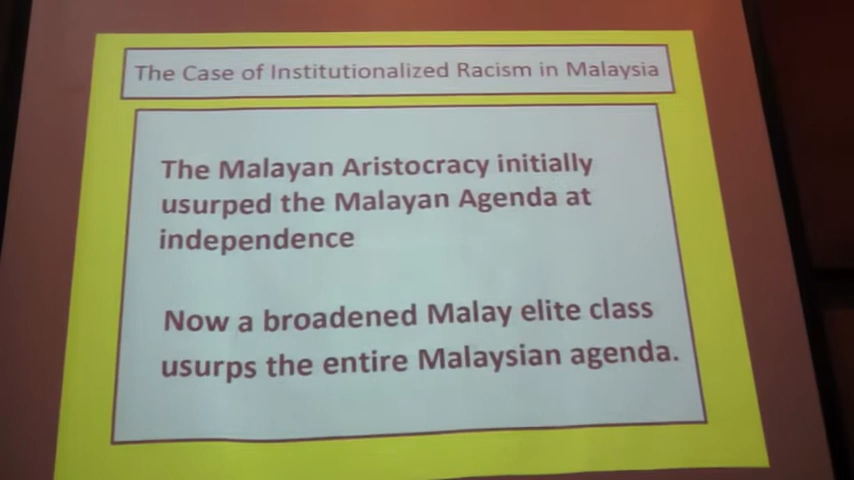 The Case of Institutionalized Racism in Malaysia
The Malayan Aristocracy initially
usurped the Malayan Agenda at
independence
Now a broadened Malay elite class
usurps the entire Malaysian agenda.